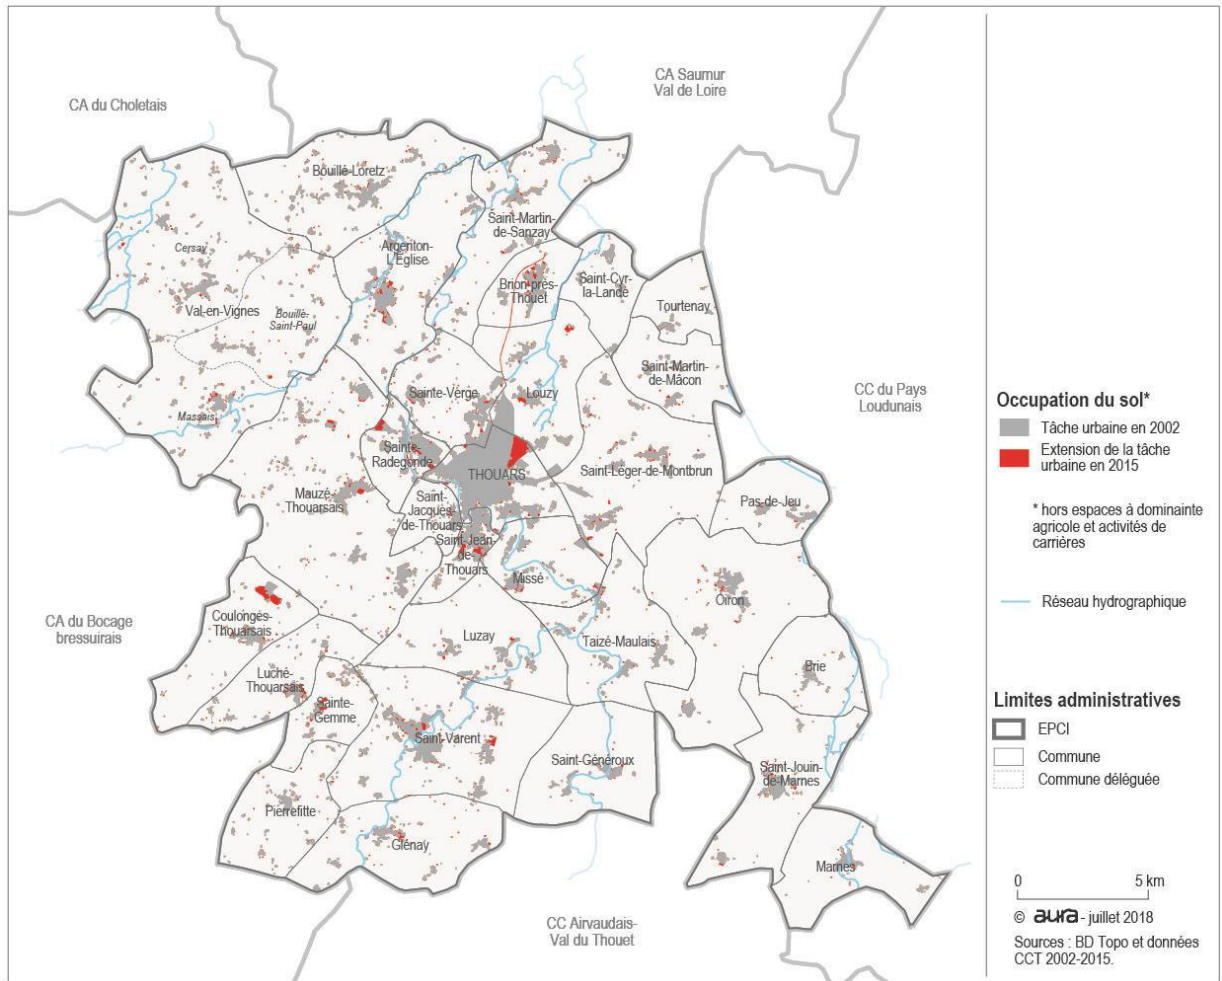 CA du Choletais
CA Saumur
Val de Loire
Bouillé-Loretz
Saint-Martin-
de-Sanzay
Cersay
Argenton-
L'Eglise
Brion-près-
Thouet
Saint-Cyr-
la-Lande
Val-en-Vignes
Bouillé-
Saint-Paul
Tourtenay
Saint-Martin-
de-Mâcon
Massais
Sainte-Verge
Louzy
CC du Pays
Loudunais
Sainte-
Radegonde
THOUARS
Saint-Léger-de-Montbrun
Mauzé-
Thouarsais
Saint-
Jacques-
de-Thouars
Pas-de-Jeu
Saint-Jean-
de-
Thouars
Missé
Oiron
CA du Bocage
bressuirais
Coulonges-
Thouarsais
Luzay
Taizé-Maulais
Brie
Luché-
Thouarsais
Sainte-
Gemme
Saint-Varent
Saint-Généroux
Saint-Jouin-
de-Marnes
Pierrefitte
Glénay
Marnes
CC Airvaudais-
Val du Thouet
Occupation du sol*
Tâche urbaine en 2002
Extension de la tâche
urbaine en 2015
* hors espaces à dominainte
agricole et activités de
carrières
Réseau hydrographique
Limites administratives
EPCI
Commune
Commune déléguée
0 5 km
© aura - juillet 2018
Sources : BD Topo et données
CCT 2002-2015.